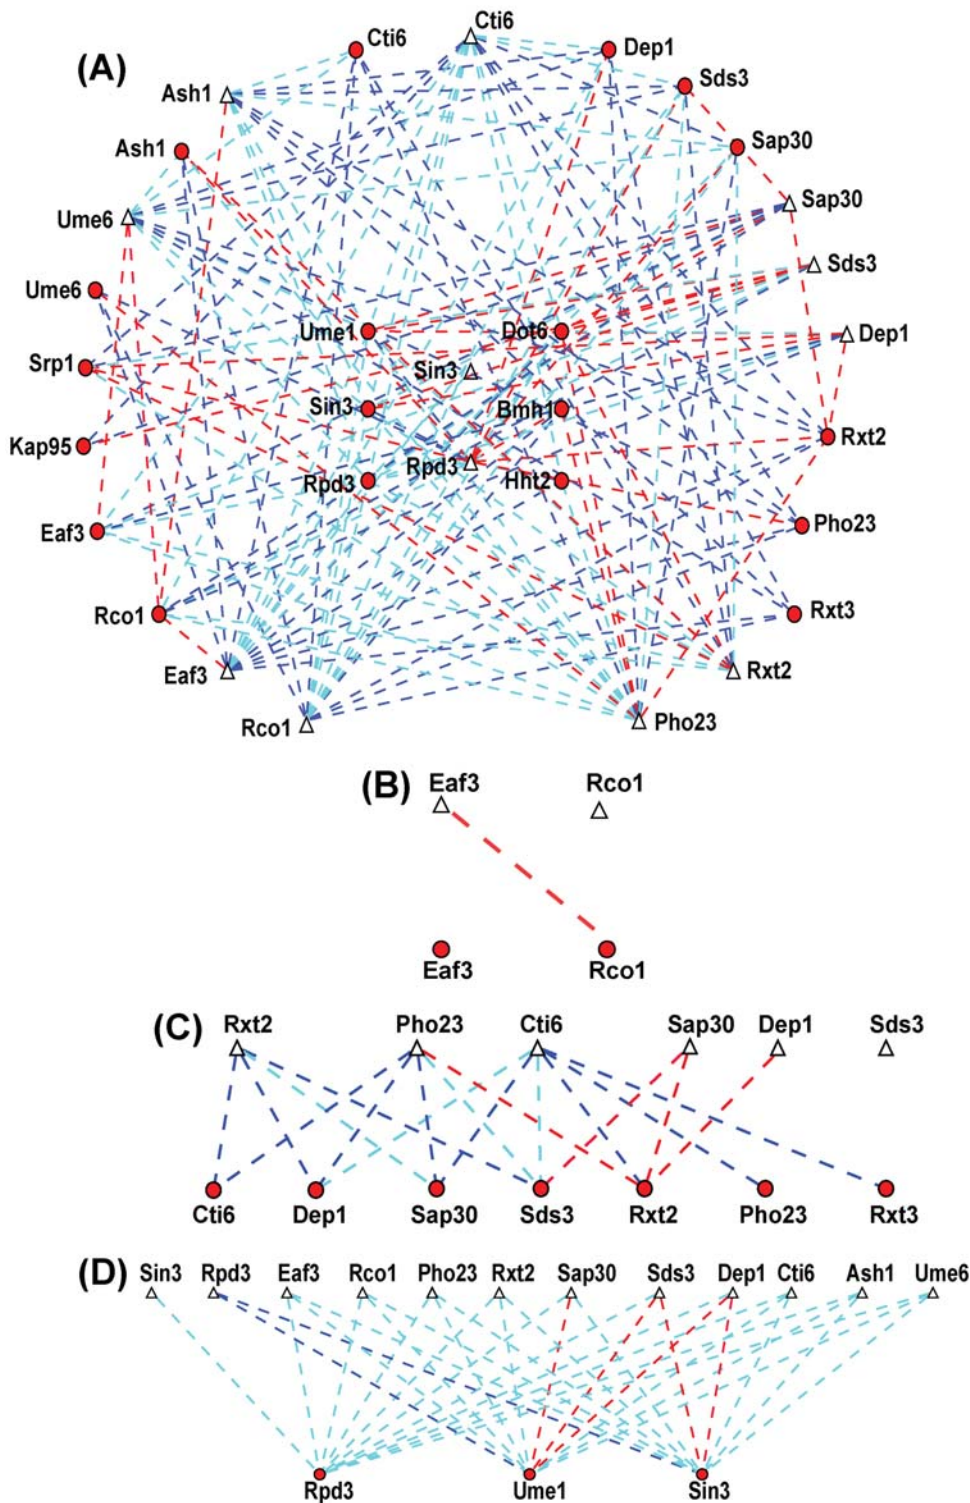 Cti6
Cti6
Dep1
(A)
Sds3
Ash1
Ash1
Sap30
Sap30
Ume6
Sds3
Ume6
Ume1
Dot6
Dep1
Srp1
Sin3
Sin3
Bmh1
Kap95
Rxt2
Rpd3
Rpd3
Hht2
Eaf3
Pho23
Rco1
Rxt3
Eaf3
Rxt2
Rco1
Pho23
(B)
Eaf3 Rco1
Eaf3 Rco1
(C) Rxt2 Pho23 Cti6 Sap30 Dep1 Sds3
Cti6 Dep1 Sap30 Sds3 Rxt2 Pho23 Rxt3
(D) Sin3 Rpd3 Eaf3 Rco1 Pho23 Rxt2 Sap30 Sds3 Dep1 Cti6 Ash1 Ume6
Rpd3 Ume1 Sin3